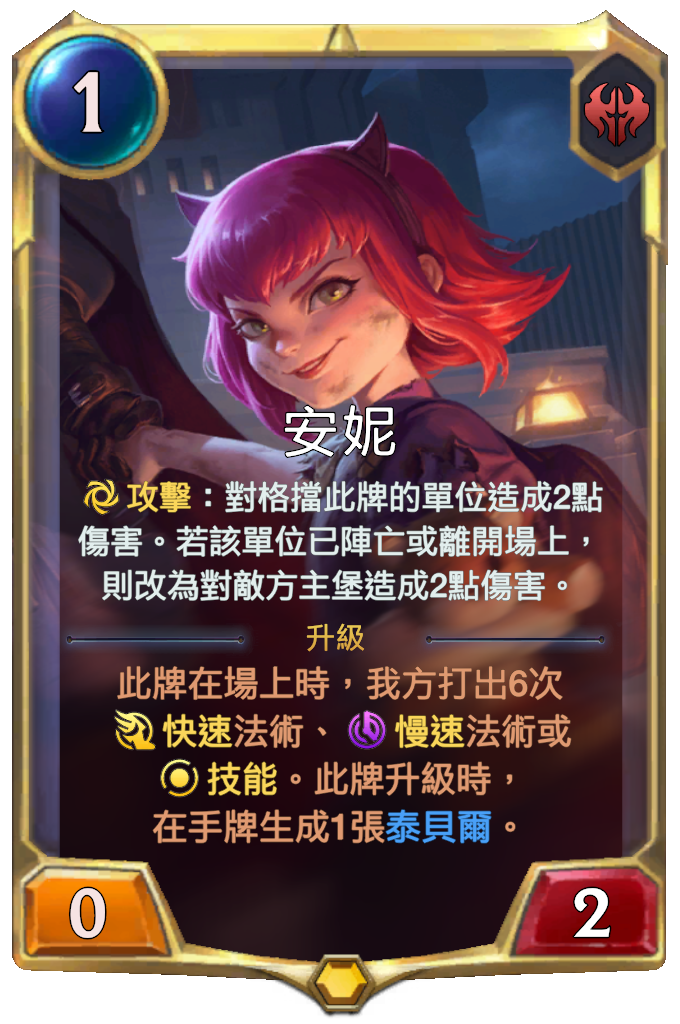 1
安妮
攻擊：對格擋此牌的單位造成2點
傷害。若該單位已陣亡或離開場上，
則改為對敵方主堡造成2點傷害。
升級
此牌在場上時，我方打出6次
快速法術、慢速法術或
技能。此牌升級時，
在手牌生成1張泰貝爾。
0
2